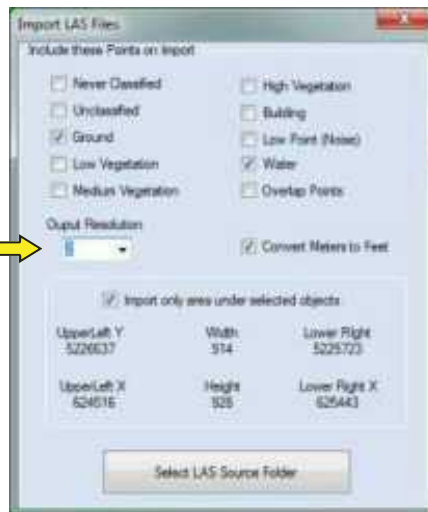 Import LAS Files
Include these Points on Import
Never Classified
High Vegetation
Unclassified
Building
Ground
Low Point (Noise)
Low Vegetation
Water
Medium Vegetation
Overlap Points
Ouput Resolution
Convert Meters to Feet
Import only area under selected objects
UpperLeft Y
Width
Lower Right
5226637
514
5225723
UpperLeft X
Height
Lower Right X
624516
925
625443
Select LAS Source Folder